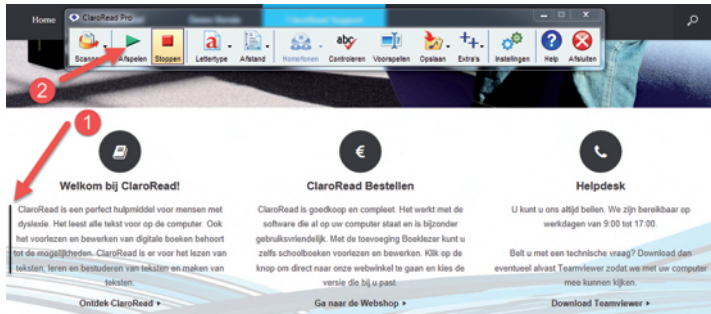 ClaroRead Pro
Home
Demo Versie
ClaroRead Support
Scannen Afspelen Stoppen Lettertype Afstand Homofonen Controleren Voorspellen Opslaan Extra's Instellingen Help Afsluiten
2
1
€
Welkom bij ClaroRead!
ClaroRead is een perfect hulpmiddel voor mensen met
dyslexie. Het leest alle tekst voor op de computer. Ook
het voorlezen en bewerken van digitale boeken behoort
tot de mogelijkheden. ClaroRead is er voor het lezen van
teksten, leren en bestuderen van teksten en maken van
teksten.
Ontdek ClaroRead ▸
ClaroRead Bestellen
ClaroRead is goedkoop en compleet. Het werkt met de
software die al op uw computer staat en is bijzonder
gebruiksvriendelijk. Met de toevoeging Boeklezer kunt u
zelfs schoolboeken voorlezen en bewerken. Klik op de
knop om direct naar onze webwinkel te gaan en kies de
versie die bij u past.
Ga naar de Webshop ▸
Helpdesk
U kunt u ons altijd bellen. We zijn bereikbaar op
werkdagen van 9:00 tot 17:00.
Belt u met een technische vraag? Download dan
eventueel alvast Teamviewer zodat we met uw computer
mee kunnen kijken.
Download Teamviewer ▸